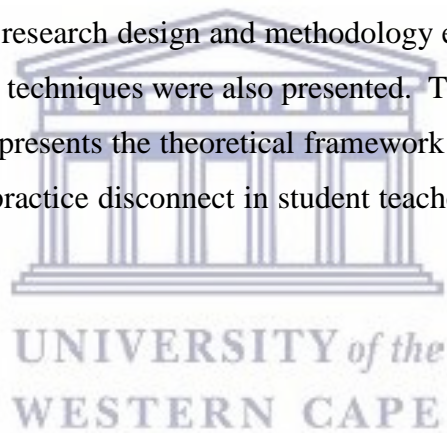 research design and methodology e
techniques were also presented. T
presents the theoretical framework
practice disconnect in student teach
UNIVERSITY of the
WESTERN CAPE